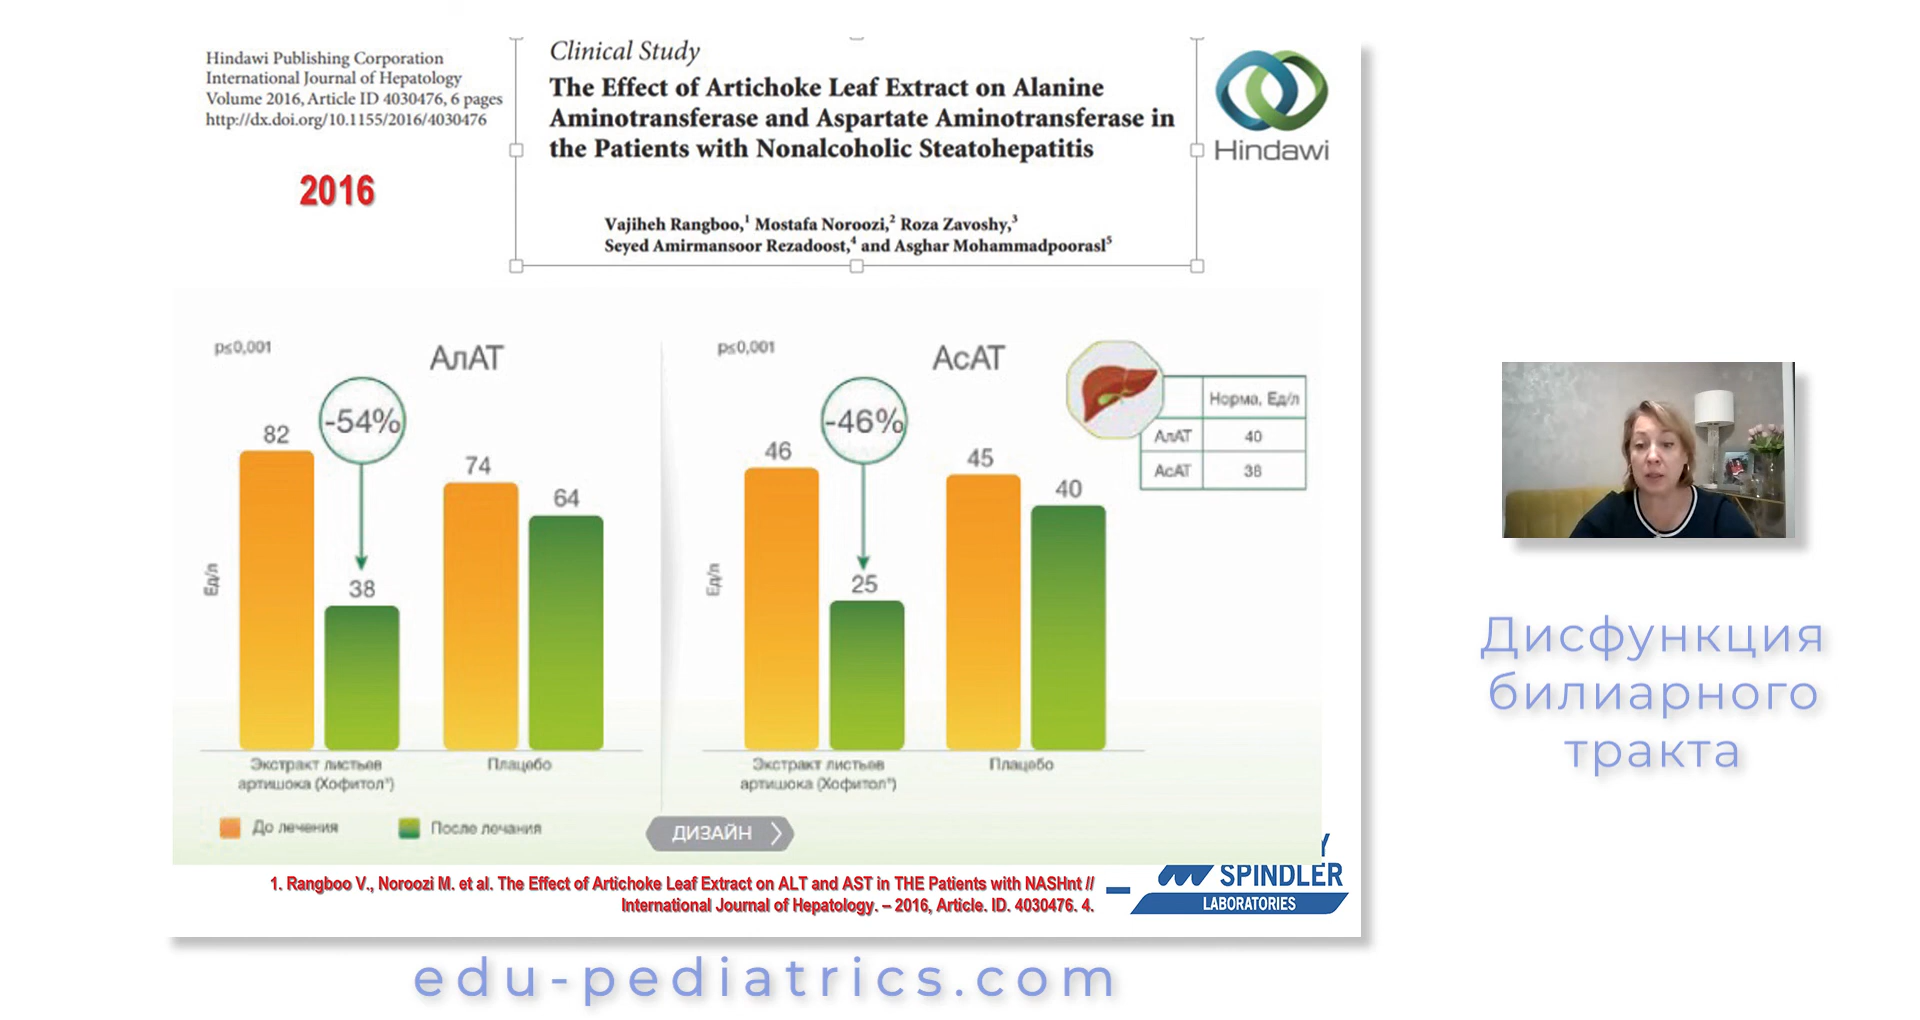 Hindawi Publishing Corporation
International Journal of Hepatology
Volume 2016, Article ID 4030476, 6 pages
http://dx.doi.org/10.1155/2016/4030476
2016
Clinical Study
The Effect of Artichoke Leaf Extract on Alanine
Aminotransferase and Aspartate Aminotransferase in
the Patients with Nonalcoholic Steatohepatitis
Vajiheh Rangboo,1 Mostafa Noroozi,2 Roza Zavoshy,3
Seyed Amirmansoor Rezadoost,4 and Asghar Mohammadpoorasl5
Hindawi
p≤0,001
АлАТ
-54%
82
38
74
64
Ед/л
Экстракт листьев
артишока (Хофитол®)
Плацебо
p≤0,001
АсАТ
-46%
46
25
45
40
Ед/л
Экстракт листьев
артишока (Хофитол®)
Плацебо
Норма, Ед/л
АлАТ 40
АсАТ 38
До лечения
После лечания
ДИЗАЙН
1. Rangboo V., Noroozi M. et al. The Effect of Artichoke Leaf Extract on ALT and AST in THE Patients with NASHnt //
International Journal of Hepatology. – 2016, Article. ID. 4030476. 4.
SPINDLER
LABORATORIES
Дисфункция
билиарного
тракта
edu-pediatrics.com